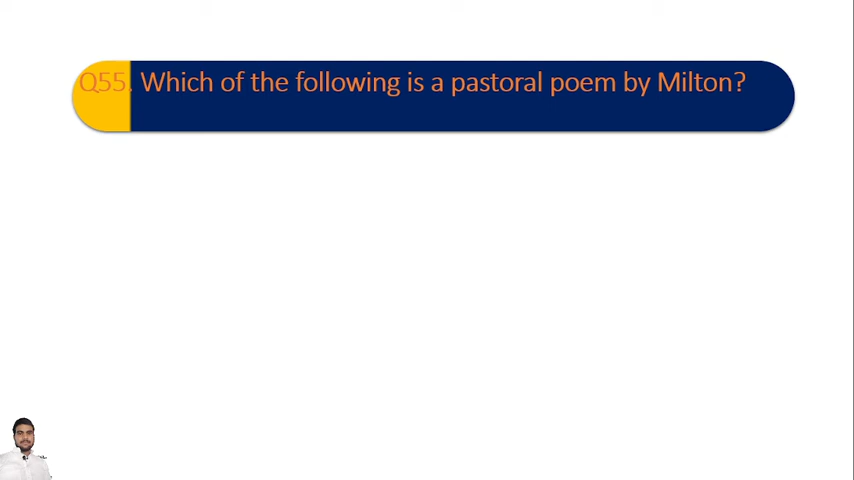 Q55. Which of the following is a pastoral poem by Milton?